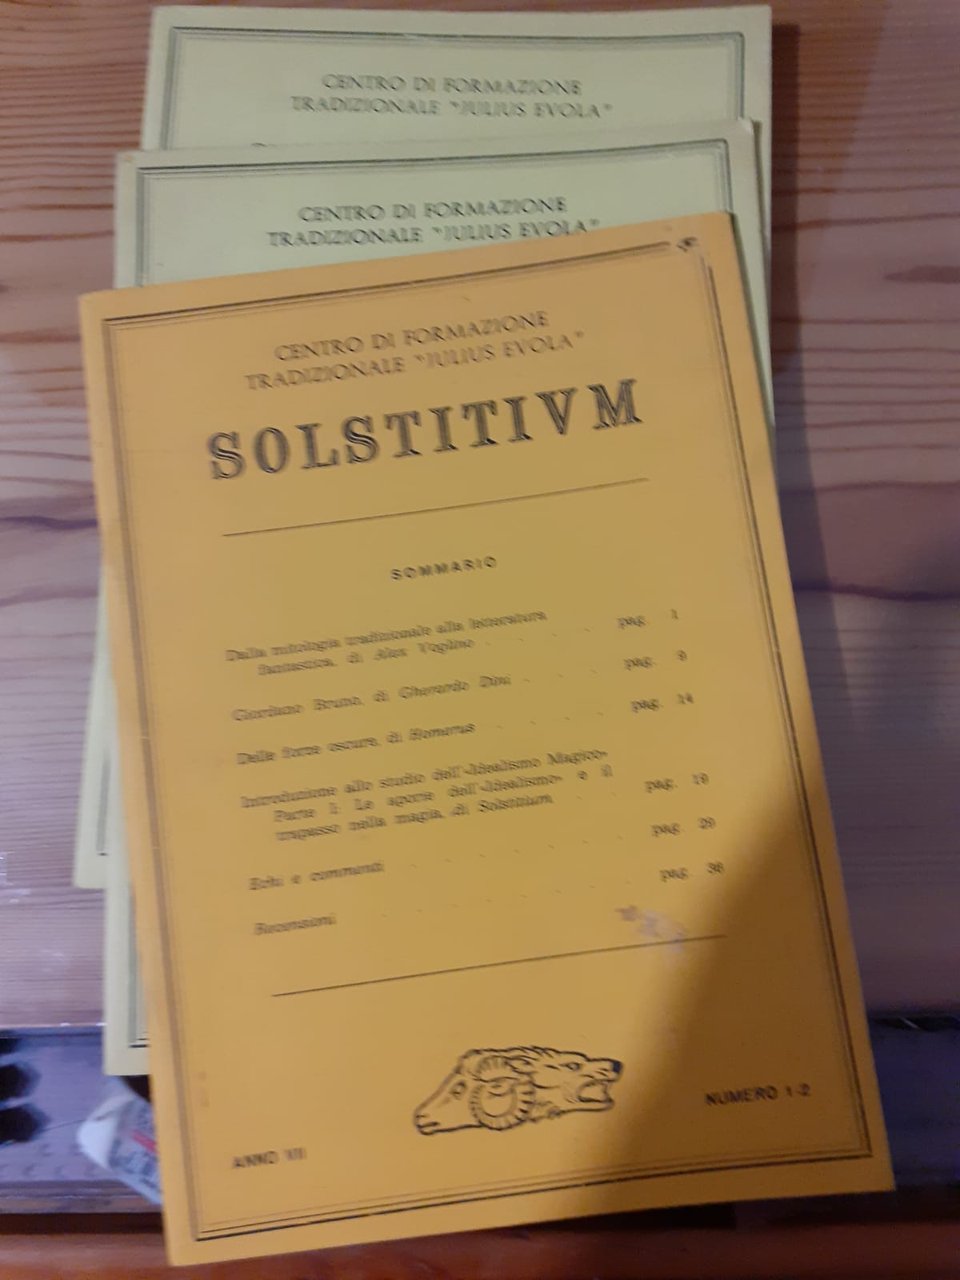 CENTRO DI FORMAZIONE
TRADIZIONALE "JULIUS EVOLA"
CENTRO DI FORMAZIONE
TRADIZIONALE "JULIUS EVOLA"
CENTRO DI FORMAZIONE
TRADIZIONALE "JULIUS EVOLA"
SOLSTITIVM
SOMMARIO
Dalla mitologia tradizionale alla letteratura
fantastica, di Alex Voglino . . . . pag. 1
Giordano Bruno, di Gherardo Dini . . . pag. 9
Delle forze oscure, di Homerus . . . . pag. 14
Introduzione allo studio dell'«Idealismo Magico»
Parte I: Le aporie dell'«Idealismo» e il
trapasso nella magia, di Solstitium . . pag. 19
Echi e commenti . . . . . . pag. 29
Recensioni . . . . . . pag. 36
ANNO VII
NUMERO 1-2